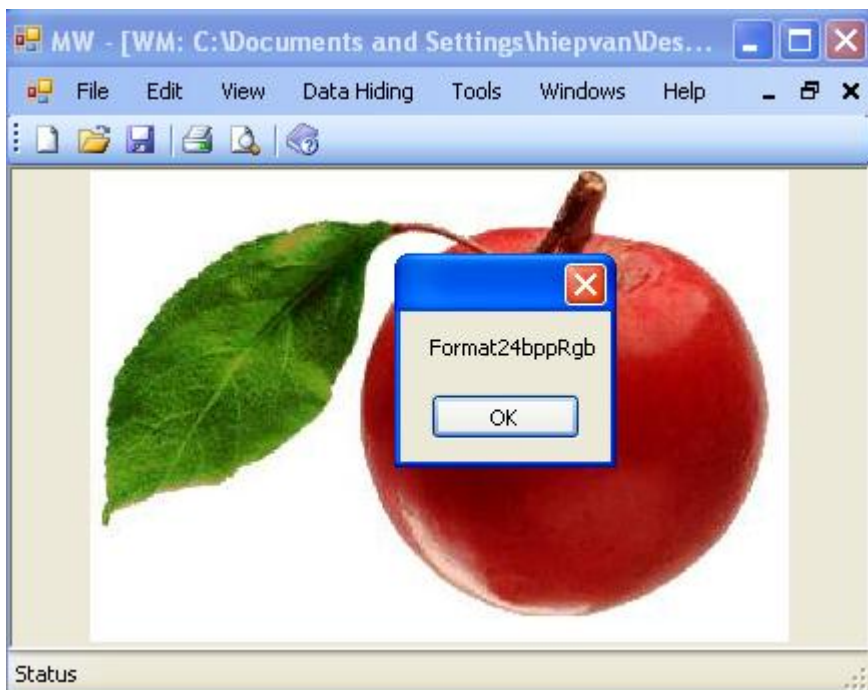 MW - [WM: C:\Documents and Settings\hiepvan\Des...
File Edit View Data Hiding Tools Windows Help
Format24bppRgb
OK
Status